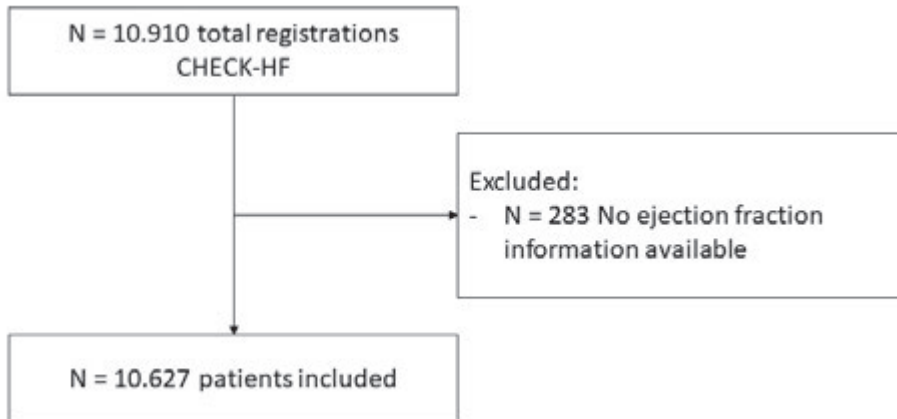 N = 10.910 total registrations
CHECK-HF
Excluded:
- N = 283 No ejection fraction
information available
N = 10.627 patients included